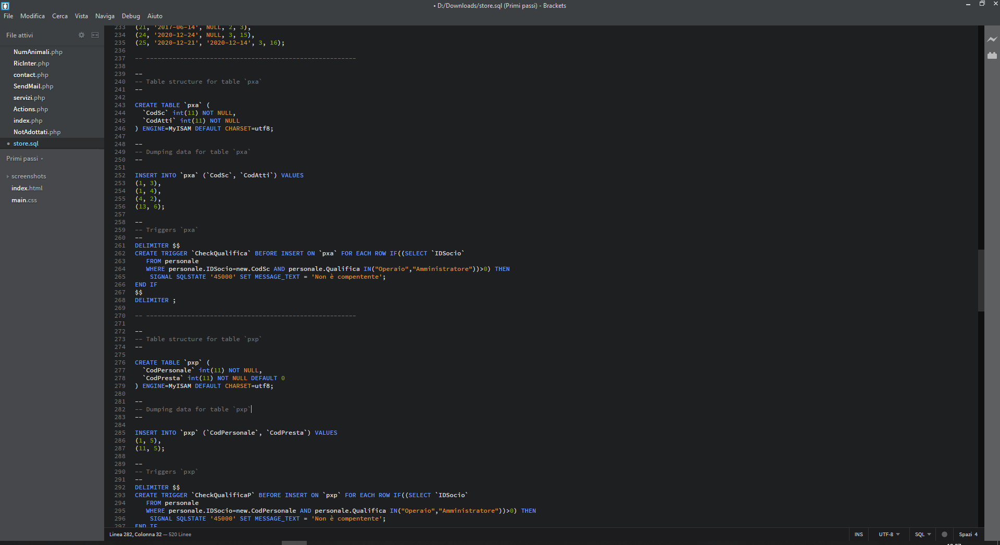 • D:/Downloads/store.sql (Primi passi) - Brackets
File Modifica Cerca Vista Naviga Debug Aiuto
File attivi
NumAnimali.php
RicInter.php
contact.php
SendMail.php
servizi.php
Actions.php
index.php
NotAdottati.php
• store.sql
Primi passi
screenshots
index.html
main.css
233 (21, '2017-06-14', NULL, 2, 3),
234 (24, '2020-12-24', NULL, 3, 15),
235 (25, '2020-12-21', '2020-12-14', 3, 16);
236
237 -- --------------------------------------------------------
238
239 --
240 -- Table structure for table `pxa`
241 --
242
243 CREATE TABLE `pxa` (
244 `CodSc` int(11) NOT NULL,
245 `CodAtti` int(11) NOT NULL
246 ) ENGINE=MyISAM DEFAULT CHARSET=utf8;
247
248 --
249 -- Dumping data for table `pxa`
250 --
251
252 INSERT INTO `pxa` (`CodSc`, `CodAtti`) VALUES
253 (1, 3),
254 (1, 4),
255 (4, 2),
256 (13, 6);
257
258 --
259 -- Triggers `pxa`
260 --
261 DELIMITER $$
262 CREATE TRIGGER `CheckQualifica` BEFORE INSERT ON `pxa` FOR EACH ROW IF((SELECT `IDSocio`
263 FROM personale
264 WHERE personale.IDSocio=new.CodSc AND personale.Qualifica IN("Operaio","Amministratore"))>0) THEN
265 SIGNAL SQLSTATE '45000' SET MESSAGE_TEXT = 'Non è compentente';
266 END IF
267 $$
268 DELIMITER ;
269
270 -- --------------------------------------------------------
271
272 --
273 -- Table structure for table `pxp`
274 --
275
276 CREATE TABLE `pxp` (
277 `CodPersonale` int(11) NOT NULL,
278 `CodPresta` int(11) NOT NULL DEFAULT 0
279 ) ENGINE=MyISAM DEFAULT CHARSET=utf8;
280
281 --
282 -- Dumping data for table `pxp`
283 --
284
285 INSERT INTO `pxp` (`CodPersonale`, `CodPresta`) VALUES
286 (1, 5),
287 (11, 5);
288
289 --
290 -- Triggers `pxp`
291 --
292 DELIMITER $$
293 CREATE TRIGGER `CheckQualificaP` BEFORE INSERT ON `pxp` FOR EACH ROW IF((SELECT `IDSocio`
294 FROM personale
295 WHERE personale.IDSocio=new.CodPersonale AND personale.Qualifica IN("Operaio","Amministratore"))>0) THEN
296 SIGNAL SQLSTATE '45000' SET MESSAGE_TEXT = 'Non è compentente';
297 END IF
Linea 282, Colonna 32 — 520 Linee
INS UTF-8 SQL Spazi 4